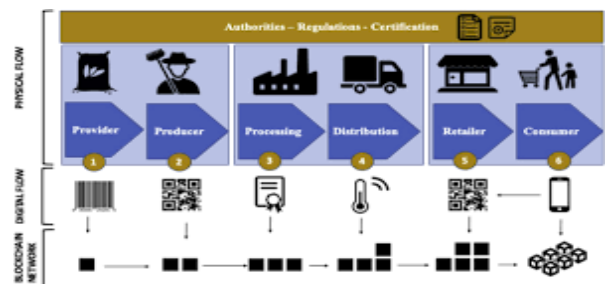 Authorities – Regulations - Certification
PHYSICAL FLOW
Provider
Producer
Processing
Distribution
Retailer
Consumer
1
2
3
4
5
6
DIGITAL FLOW
BLOCKCHAIN
NETWORK